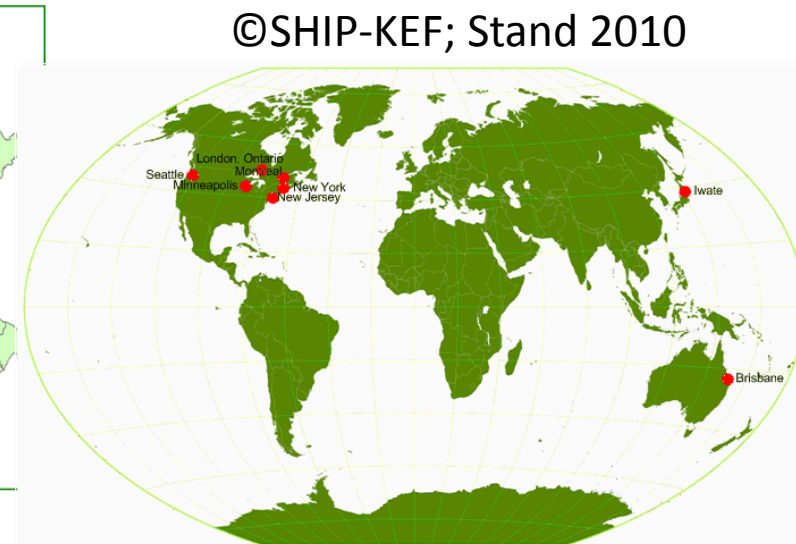 ©SHIP-KEF; Stand 2010
London, Ontario
Montreal
Seattle
Minneapolis
New York
New Jersey
Iwate
Brisbane